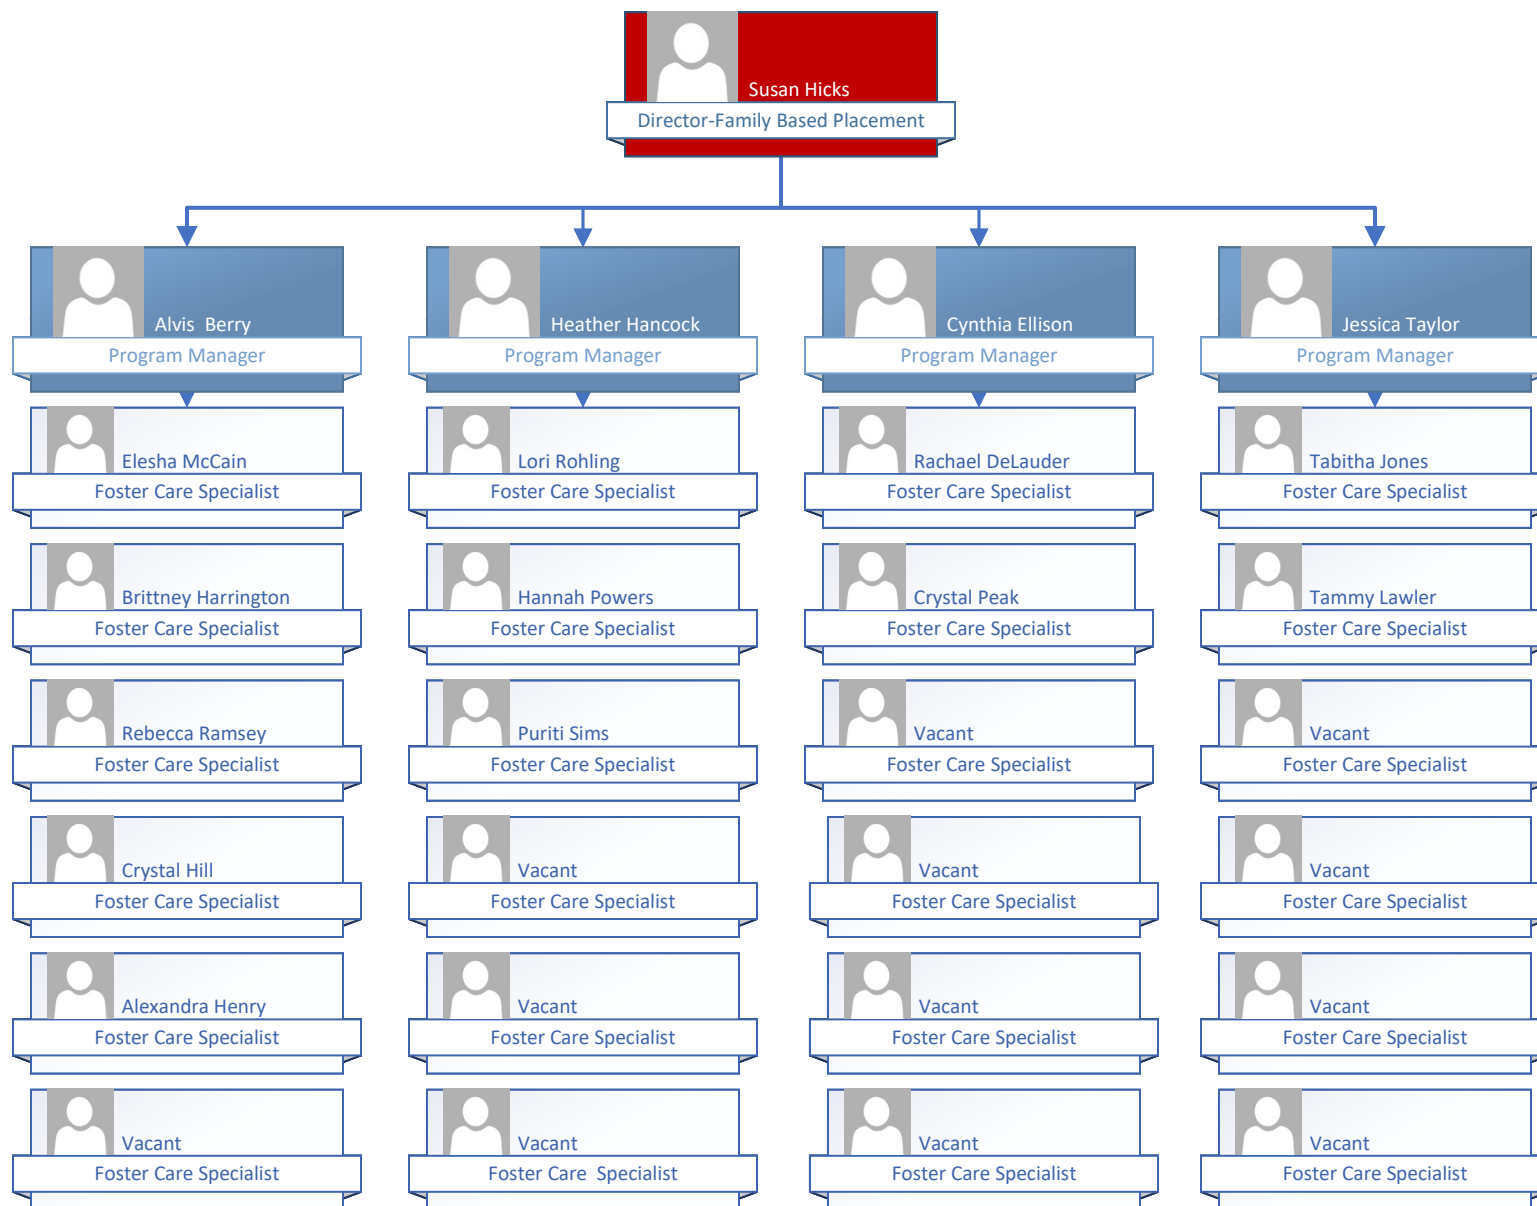 Susan Hicks
Director-Family Based Placement
Alvis  Berry
Program Manager
Heather Hancock
Program Manager
Cynthia Ellison
Program Manager
Jessica Taylor
Program Manager
Elesha McCain
Foster Care Specialist
Lori Rohling
Foster Care Specialist
Rachael DeLauder
Foster Care Specialist
Tabitha Jones
Foster Care Specialist
Brittney Harrington
Foster Care Specialist
Hannah Powers
Foster Care Specialist
Crystal Peak
Foster Care Specialist
Tammy Lawler
Foster Care Specialist
Rebecca Ramsey
Foster Care Specialist
Puriti Sims
Foster Care Specialist
Vacant
Foster Care Specialist
Vacant
Foster Care Specialist
Crystal Hill
Foster Care Specialist
Vacant
Foster Care Specialist
Vacant
Foster Care Specialist
Vacant
Foster Care Specialist
Alexandra Henry
Foster Care Specialist
Vacant
Foster Care Specialist
Vacant
Foster Care Specialist
Vacant
Foster Care Specialist
Vacant
Foster Care Specialist
Vacant
Foster Care  Specialist
Vacant
Foster Care Specialist
Vacant
Foster Care Specialist